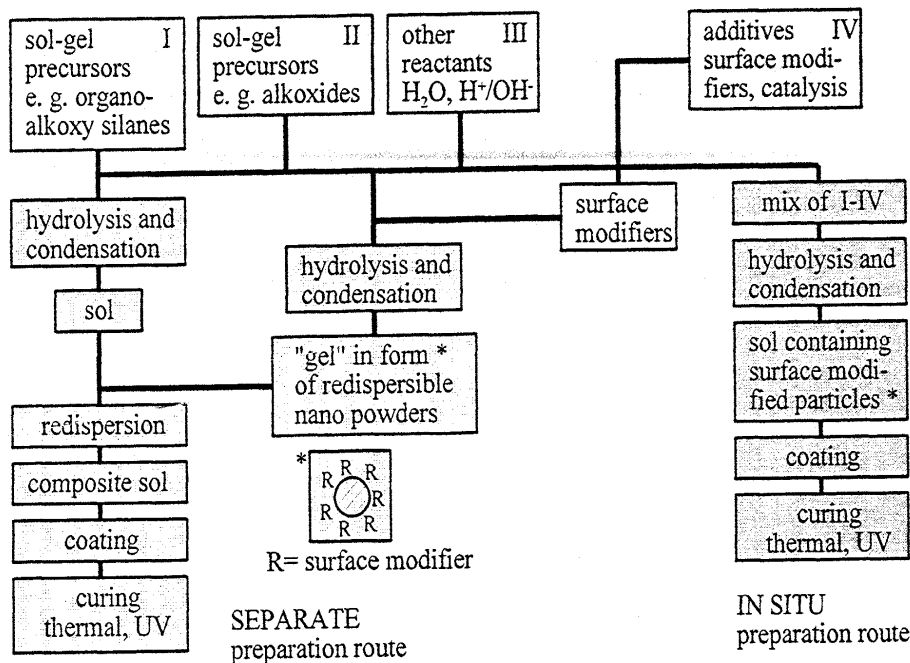 sol-gel I
precursors
e. g. organo-
alkoxy silanes
sol-gel II
precursors
e. g. alkoxides
other III
reactants
H₂O, H⁺/OH-
additives IV
surface modi-
fiers, catalysis
hydrolysis and
condensation
sol
redispersion
composite sol
coating
curing
thermal, UV
hydrolysis and
condensation
"gel" in form *
of redispersible
nano powders
*
R R R R R R R
R= surface modifier
SEPARATE
preparation route
surface
modifiers
mix of I-IV
hydrolysis and
condensation
sol containing
surface modi-
fied particles *
coating
curing
thermal, UV
IN SITU
preparation route